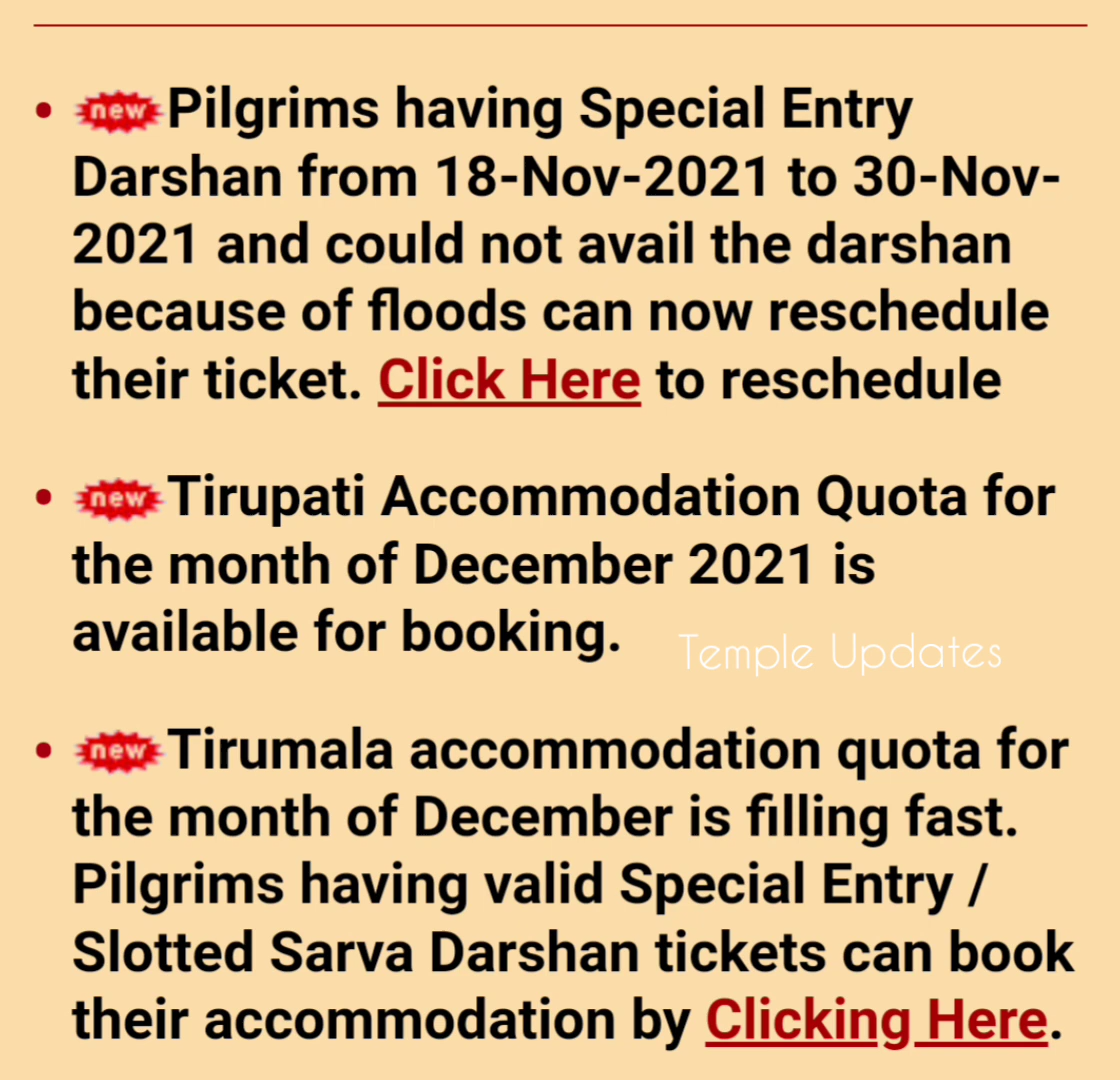 • new Pilgrims having Special Entry
Darshan from 18-Nov-2021 to 30-Nov-
2021 and could not avail the darshan
because of floods can now reschedule
their ticket. Click Here to reschedule
• new Tirupati Accommodation Quota for
the month of December 2021 is
available for booking.
Temple Updates
• new Tirumala accommodation quota for
the month of December is filling fast.
Pilgrims having valid Special Entry /
Slotted Sarva Darshan tickets can book
their accommodation by Clicking Here.